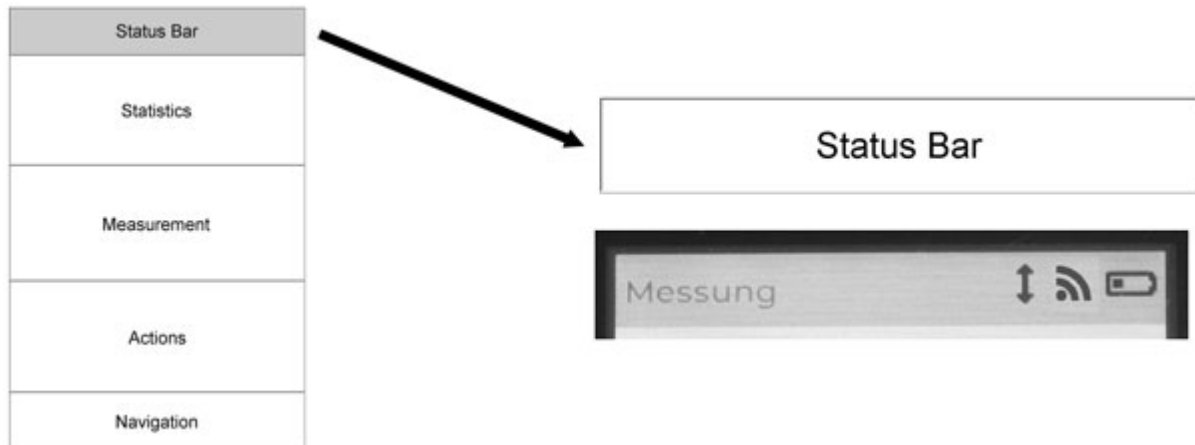 Status Bar
Statistics
Measurement
Actions
Navigation
Status Bar
Messung